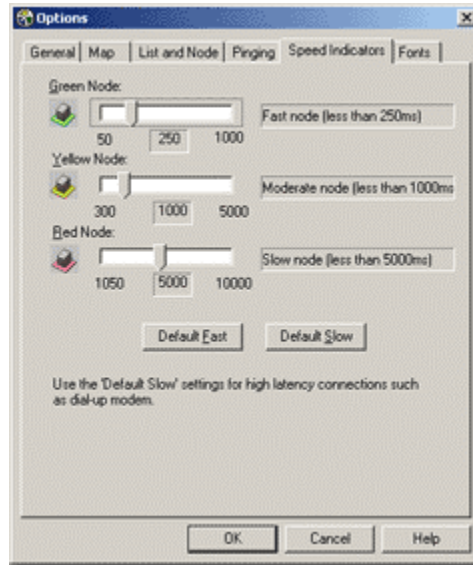 Options
General Map List and Node Pinging Speed Indicators Fonts
Green Node:
Fast node (less than 250ms)
50 250 1000
Yellow Node:
Moderate node (less than 1000ms
300 1000 5000
Red Node:
Slow node (less than 5000ms)
1050 5000 10000
Default Fast Default Slow
Use the 'Default Slow' settings for high latency connections such
as dial-up modem.
OK Cancel Help